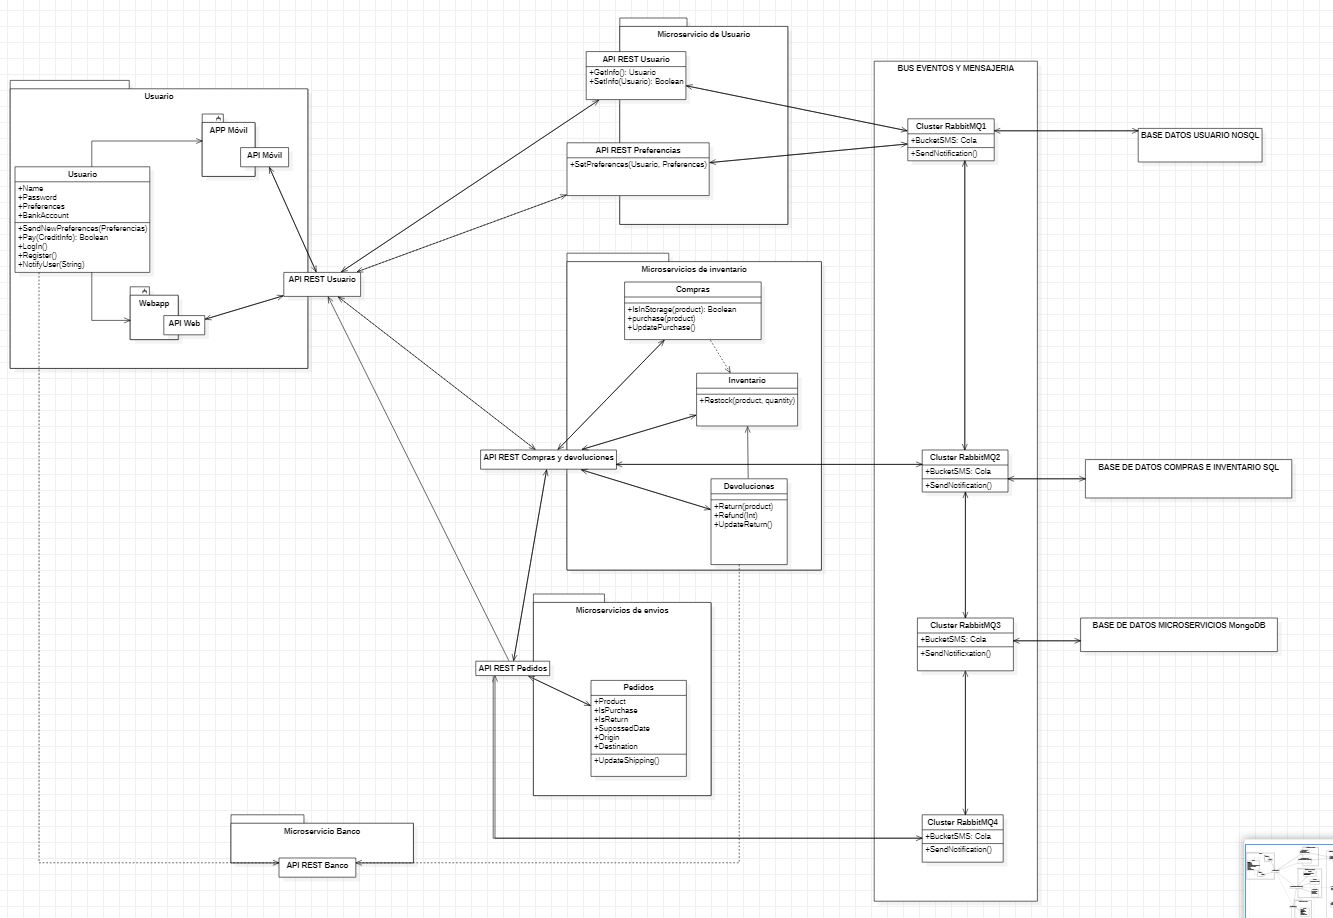 Usuario
APP Móvil
API Móvil
Usuario
+Name
+Password
+Preferences
+BankAccount
+SendNewPreferences(Preferencias)
+Pay(CreditInfo): Boolean
+LogIn()
+Register()
+NotifyUser(String)
Webapp
API Web
API REST Usuario
Microservicio de Usuario
API REST Usuario
+GetInfo(): Usuario
+SetInfo(Usuario): Boolean
API REST Preferencias
+SetPreferences(Usuario, Preferences)
Microservicios de inventario
Compras
+IsInStorage(product): Boolean
+purchase(product)
+UpdatePurchase()
Inventario
+Restock(product, quantity)
API REST Compras y devoluciones
Devoluciones
+Return(product)
+Refund(Int)
+UpdateReturn()
Microservicios de envios
API REST Pedidos
Pedidos
+Product
+IsPurchase
+IsReturn
+SupossedDate
+Origin
+Destination
+UpdateShipping()
Microservicio Banco
API REST Banco
BUS EVENTOS Y MENSAJERIA
Cluster RabbitMQ1
+BucketSMS: Cola
+SendNotification()
BASE DATOS USUARIO NOSQL
Cluster RabbitMQ2
+BucketSMS: Cola
+SendNotification()
BASE DE DATOS COMPRAS E INVENTARIO SQL
Cluster RabbitMQ3
+BucketSMS: Cola
+SendNotificxation()
BASE DE DATOS MICROSERVICIOS MongoDB
Cluster RabbitMQ4
+BucketSMS: Cola
+SendNotification()